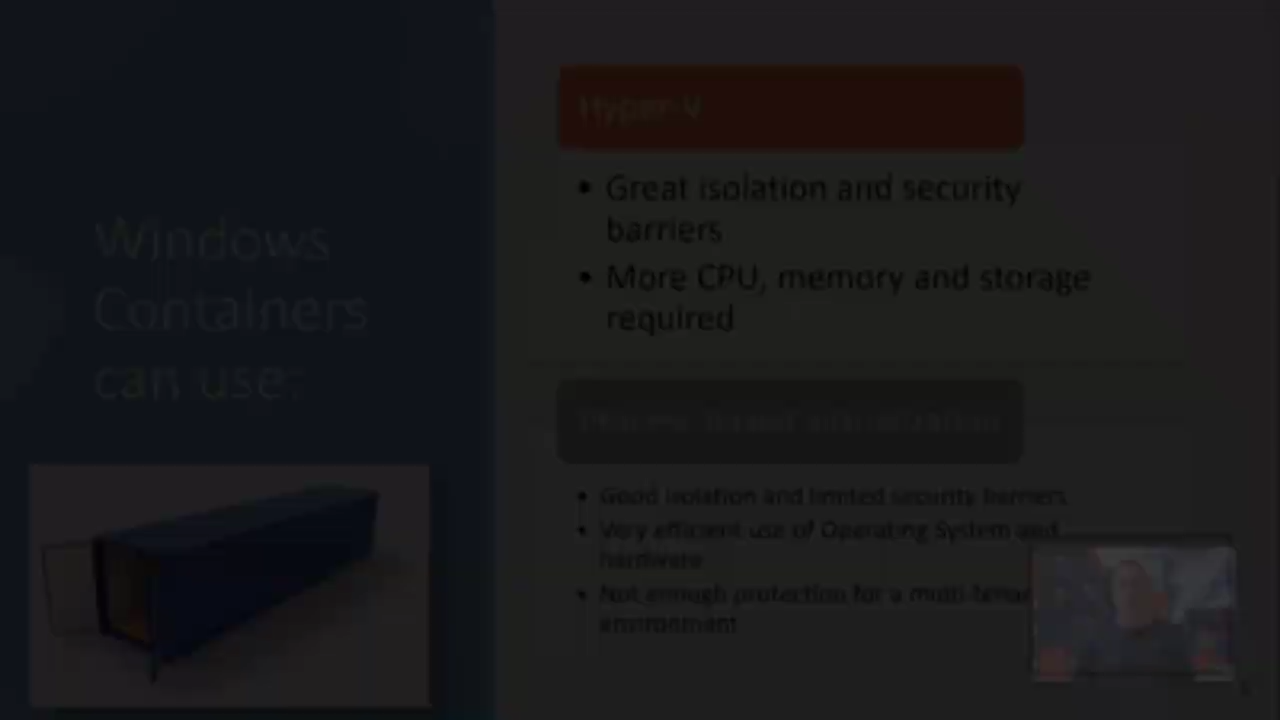 Windows
Containers
can use:
Hyper-V
• Great isolation and security
barriers
• More CPU, memory and storage
required
• Good isolation and limited security barriers
• Very efficient use of Operating System and
hardware
• Not enough protection for a multi-tenant
environment